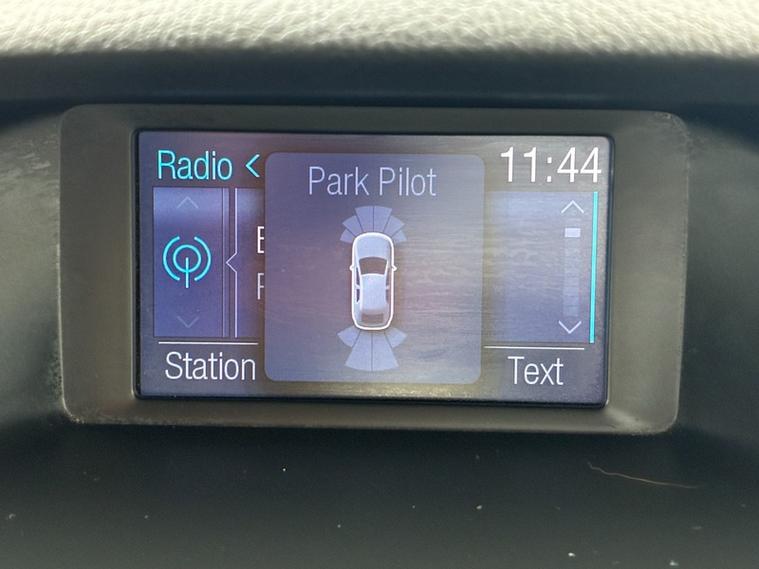 Radio <
Park Pilot
11:44
Station
Text